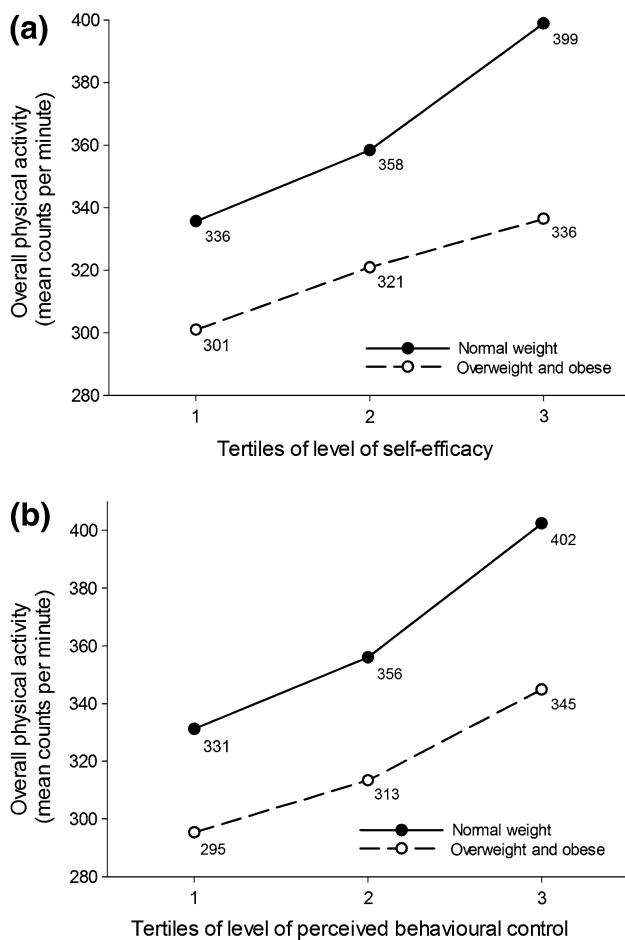 (a)
Overall physical activity
(mean counts per minute)
400
380
360
340
320
300
280
399
358
336
336
321
301
Normal weight
Overweight and obese
1 2 3
Tertiles of level of self-efficacy
(b)
Overall physical activity
(mean counts per minute)
400
380
360
340
320
300
280
402
356
331
345
313
295
Normal weight
Overweight and obese
1 2 3
Tertiles of level of perceived behavioural control